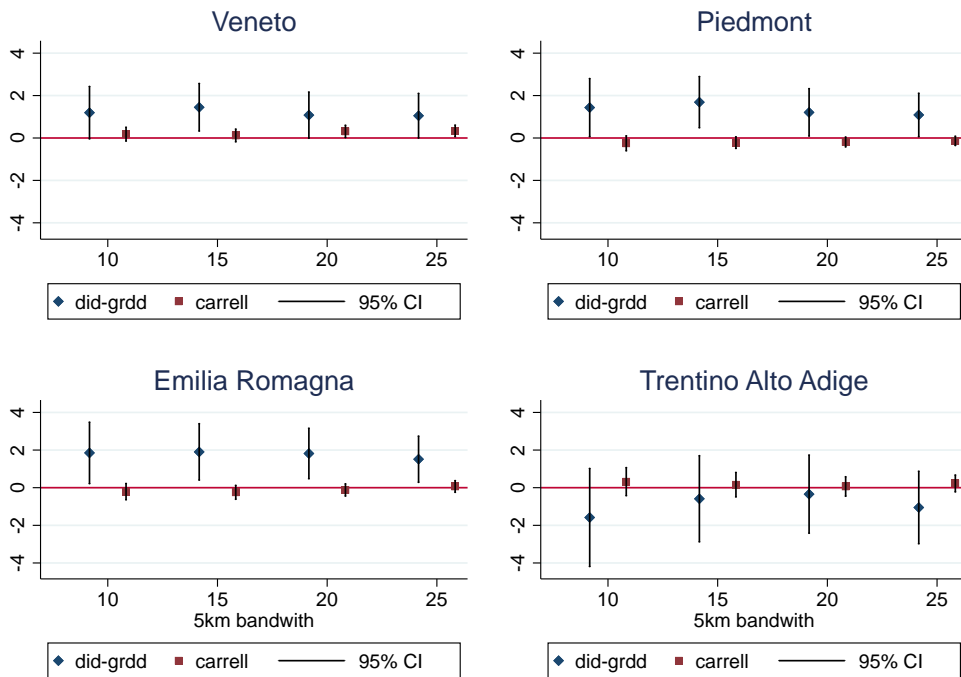 Veneto
4
2
0
-2
-4
10 15 20 25
did-grdd carrell 95% CI
Piedmont
4
2
0
-2
-4
10 15 20 25
did-grdd carrell 95% CI
Emilia Romagna
4
2
0
-2
-4
10 15 20 25
5km bandwith
did-grdd carrell 95% CI
Trentino Alto Adige
4
2
0
-2
-4
10 15 20 25
5km bandwith
did-grdd carrell 95% CI